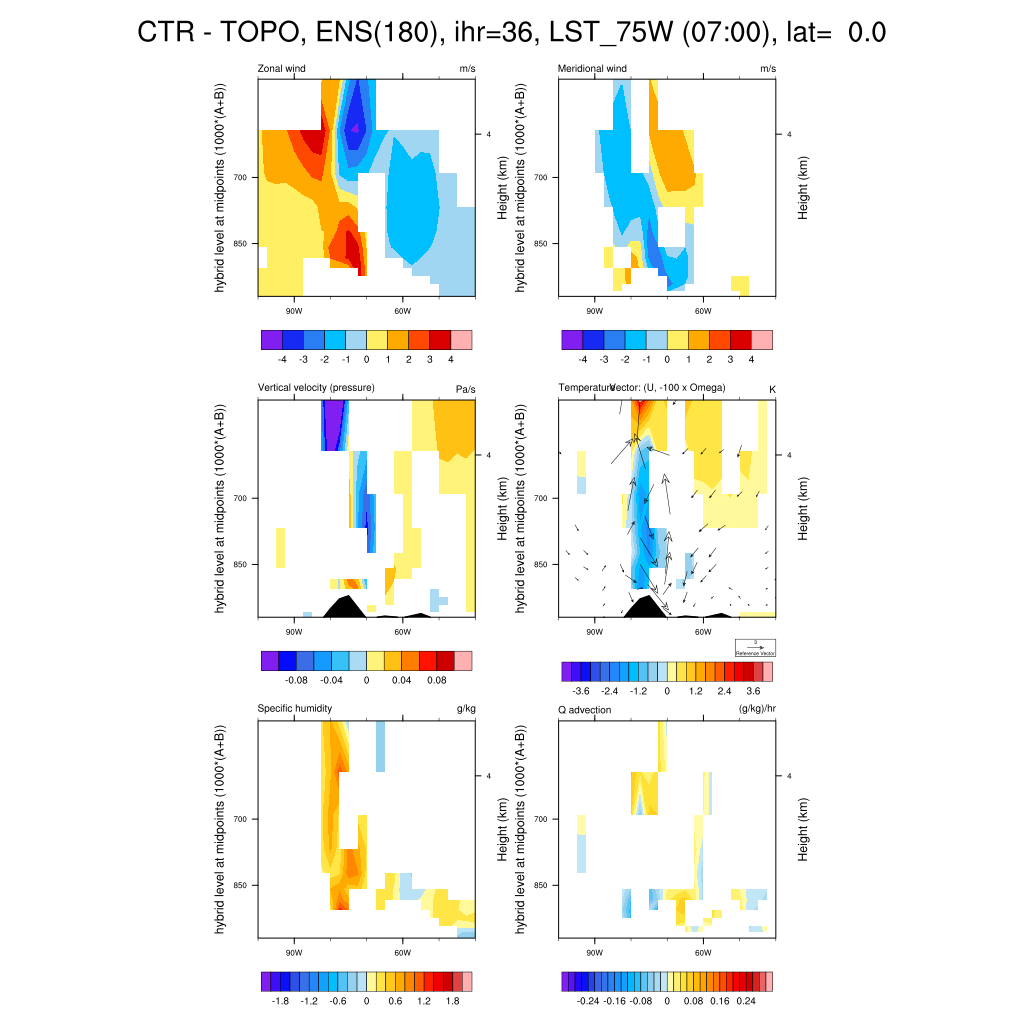 CTR - TOPO, ENS(180), ihr=36, LST_75W (07:00), lat= 0.0
Zonal wind m/s
hybrid level at midpoints (1000*(A+B))
700
850
4
Height (km)
90W 60W
-4 -3 -2 -1 0 1 2 3 4
Meridional wind m/s
hybrid level at midpoints (1000*(A+B))
700
850
4
Height (km)
90W 60W
-4 -3 -2 -1 0 1 2 3 4
Vertical velocity (pressure) Pa/s
hybrid level at midpoints (1000*(A+B))
700
850
4
Height (km)
90W 60W
-0.08 -0.04 0 0.04 0.08
Temperature Vector: (U, -100 x Omega) K
hybrid level at midpoints (1000*(A+B))
700
850
4
Height (km)
90W 60W
3
Reference Vector
-3.6 -2.4 -1.2 0 1.2 2.4 3.6
Specific humidity g/kg
hybrid level at midpoints (1000*(A+B))
700
850
4
Height (km)
90W 60W
-1.8 -1.2 -0.6 0 0.6 1.2 1.8
Q advection (g/kg)/hr
hybrid level at midpoints (1000*(A+B))
700
850
4
Height (km)
90W 60W
-0.24 -0.16 -0.08 0 0.08 0.16 0.24